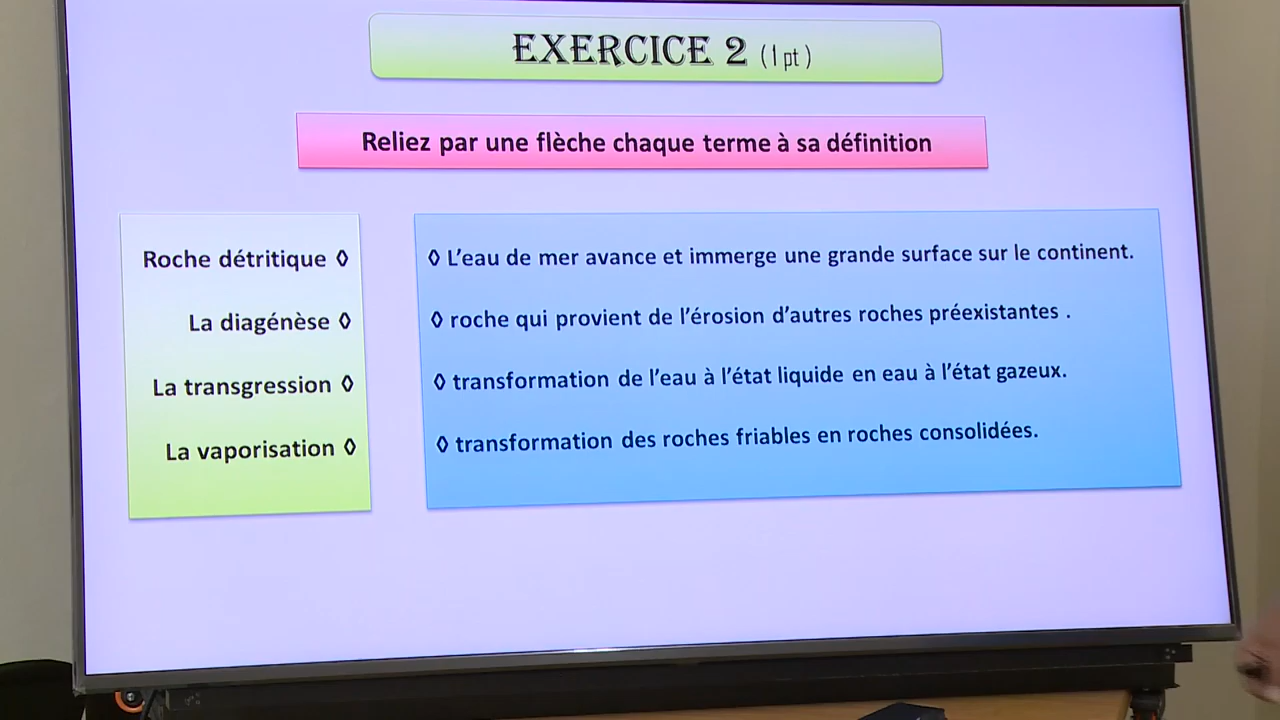 EXERCICE 2 (1 pt)
Reliez par une flèche chaque terme à sa définition
Roche détritique ◊
La diagénèse ◊
La transgression ◊
La vaporisation ◊
◊ L'eau de mer avance et immerge une grande surface sur le continent.
◊ roche qui provient de l'érosion d'autres roches préexistantes .
◊ transformation de l'eau à l'état liquide en eau à l'état gazeux.
◊ transformation des roches friables en roches consolidées.